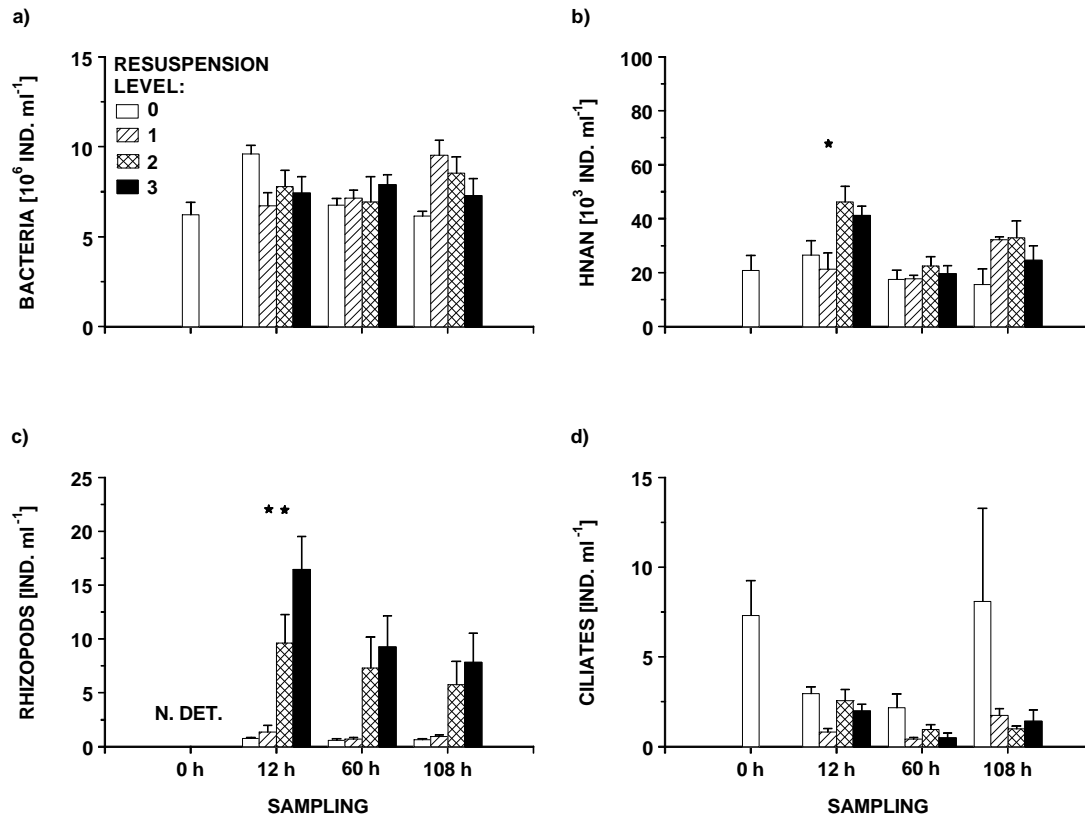 a)
b)
15
10
5
0
BACTERIA [10⁶ IND. ml⁻¹]
RESUSPENSION
LEVEL:
0
1
2
3
100
80
60
40
20
0
HNAN [10³ IND. ml⁻¹]
*
c)
d)
25
20
15
10
5
0
RHIZOPODS [IND. ml⁻¹]
* *
N. DET.
0 h 12 h 60 h 108 h
SAMPLING
15
10
5
0
CILIATES [IND. ml⁻¹]
0 h 12 h 60 h 108 h
SAMPLING